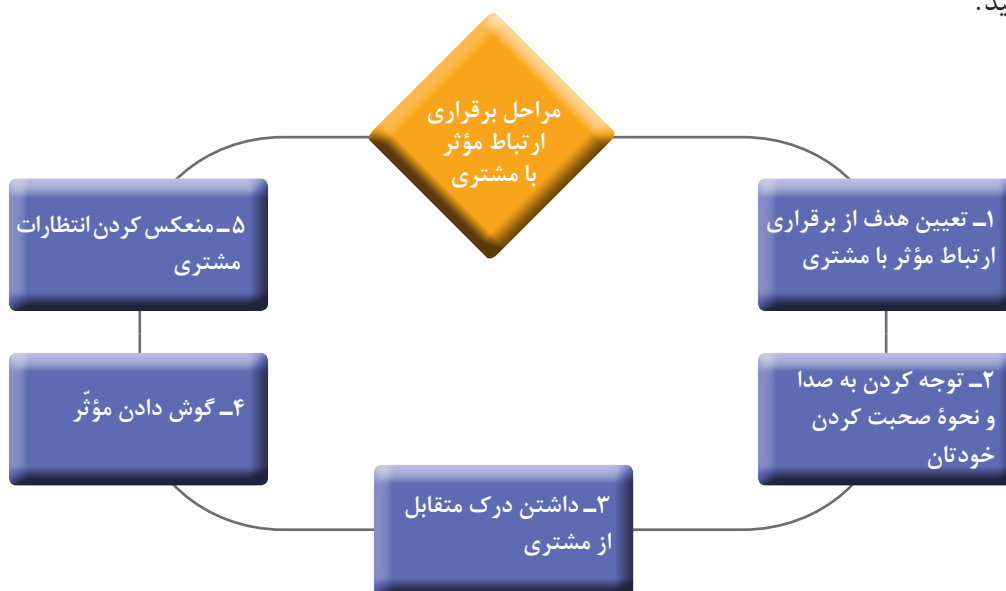 ید.
مراحل برقراری
ارتباط مؤثر
با مشتری
۱ـ تعیین هدف از برقراری
ارتباط مؤثر با مشتری
۲ـ توجه کردن به صدا
و نحوۀ صحبت کردن
خودتان
۳ـ داشتن درک متقابل
از مشتری
۴ـ گوش دادن مؤثّر
۵ـ منعکس کردن انتظارات
مشتری